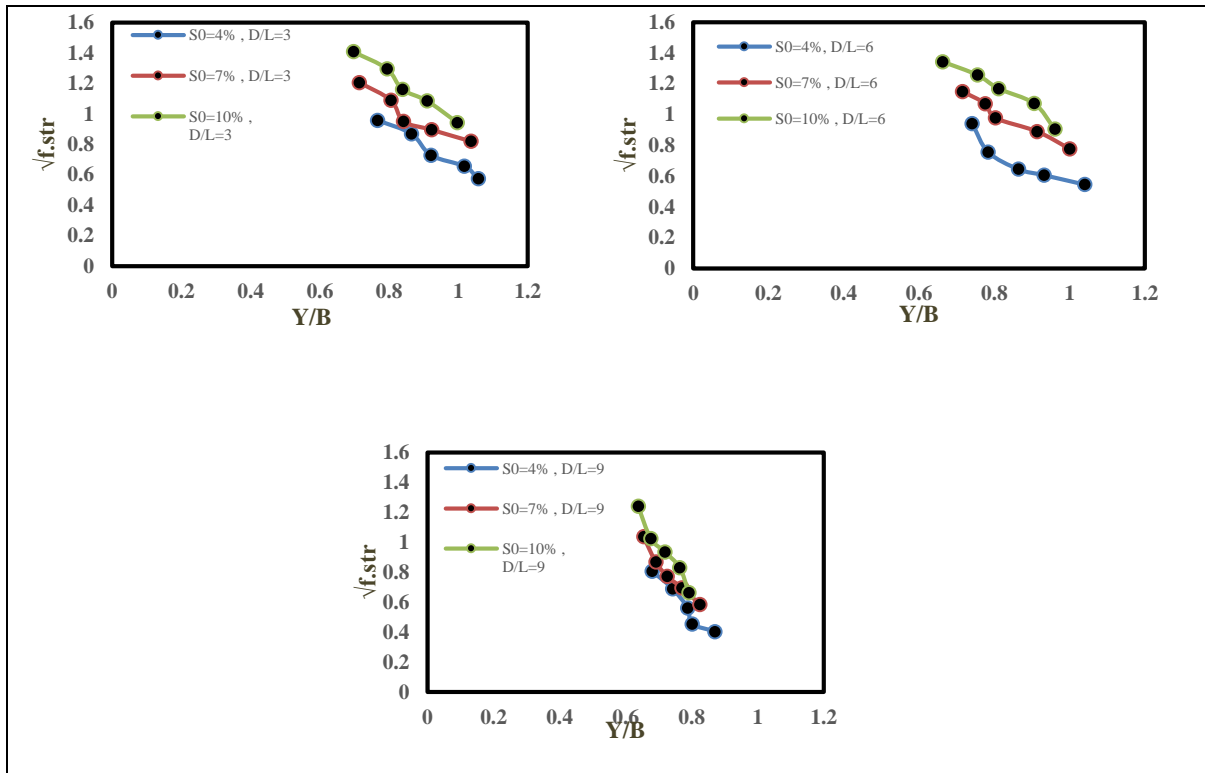 1.6
1.4
1.2
1
0.8
0.6
0.4
0.2
0
√f.str
S0=4% , D/L=3
S0=7% , D/L=3
S0=10% ,
D/L=3
0 0.2 0.4 0.6 0.8 1 1.2
Y/B
1.6
1.4
1.2
1
0.8
0.6
0.4
0.2
0
√f.str
S0=4%, D/L=6
S0=7% , D/L=6
S0=10% , D/L=6
0 0.2 0.4 0.6 0.8 1 1.2
Y/B
1.6
1.4
1.2
1
0.8
0.6
0.4
0.2
0
√f.str
S0=4% , D/L=9
S0=7% , D/L=9
S0=10% ,
D/L=9
0 0.2 0.4 0.6 0.8 1 1.2
Y/B